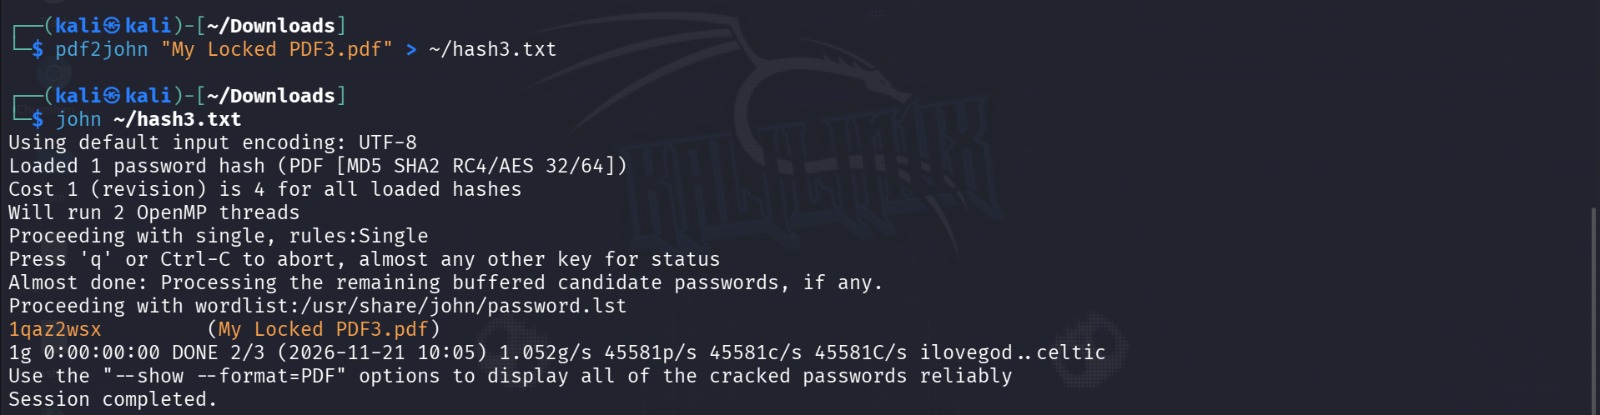 ┌──(kali㉿kali)-[~/Downloads]
└─$ pdf2john "My Locked PDF3.pdf" > ~/hash3.txt
┌──(kali㉿kali)-[~/Downloads]
└─$ john ~/hash3.txt
Using default input encoding: UTF-8
Loaded 1 password hash (PDF [MD5 SHA2 RC4/AES 32/64])
Cost 1 (revision) is 4 for all loaded hashes
Will run 2 OpenMP threads
Proceeding with single, rules:Single
Press 'q' or Ctrl-C to abort, almost any other key for status
Almost done: Processing the remaining buffered candidate passwords, if any.
Proceeding with wordlist:/usr/share/john/password.lst
1qaz2wsx         (My Locked PDF3.pdf)
1g 0:00:00:00 DONE 2/3 (2026-11-21 10:05) 1.052g/s 45581p/s 45581c/s 45581C/s ilovegod..celtic
Use the "--show --format=PDF" options to display all of the cracked passwords reliably
Session completed.
KALI LINUX